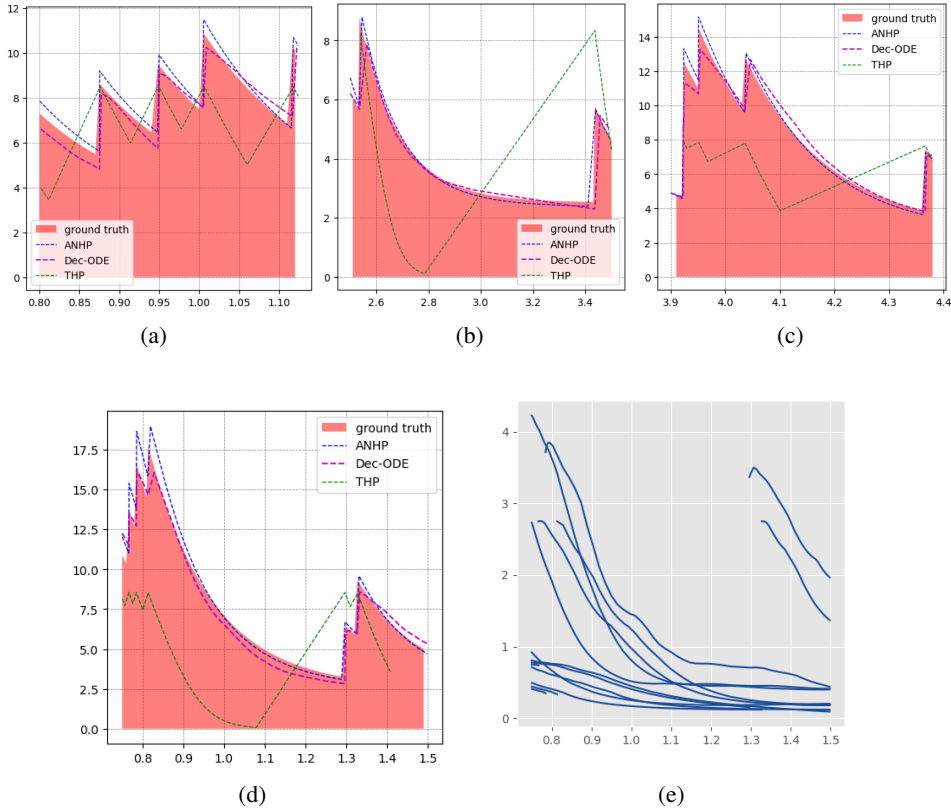 12
10
8
6
4
2
0
ground truth
ANHP
Dec-ODE
THP
0.80 0.85 0.90 0.95 1.00 1.05 1.10
(a)
8
6
4
2
0
ground truth
ANHP
Dec-ODE
THP
2.6 2.8 3.0 3.2 3.4
(b)
14
12
10
8
6
4
2
0
ground truth
ANHP
Dec-ODE
THP
3.9 4.0 4.1 4.2 4.3 4.4
(c)
17.5
15.0
12.5
10.0
7.5
5.0
2.5
0.0
ground truth
ANHP
Dec-ODE
THP
0.8 0.9 1.0 1.1 1.2 1.3 1.4 1.5
(d)
4
3
2
1
0
0.8 0.9 1.0 1.1 1.2 1.3 1.4 1.5
(e)